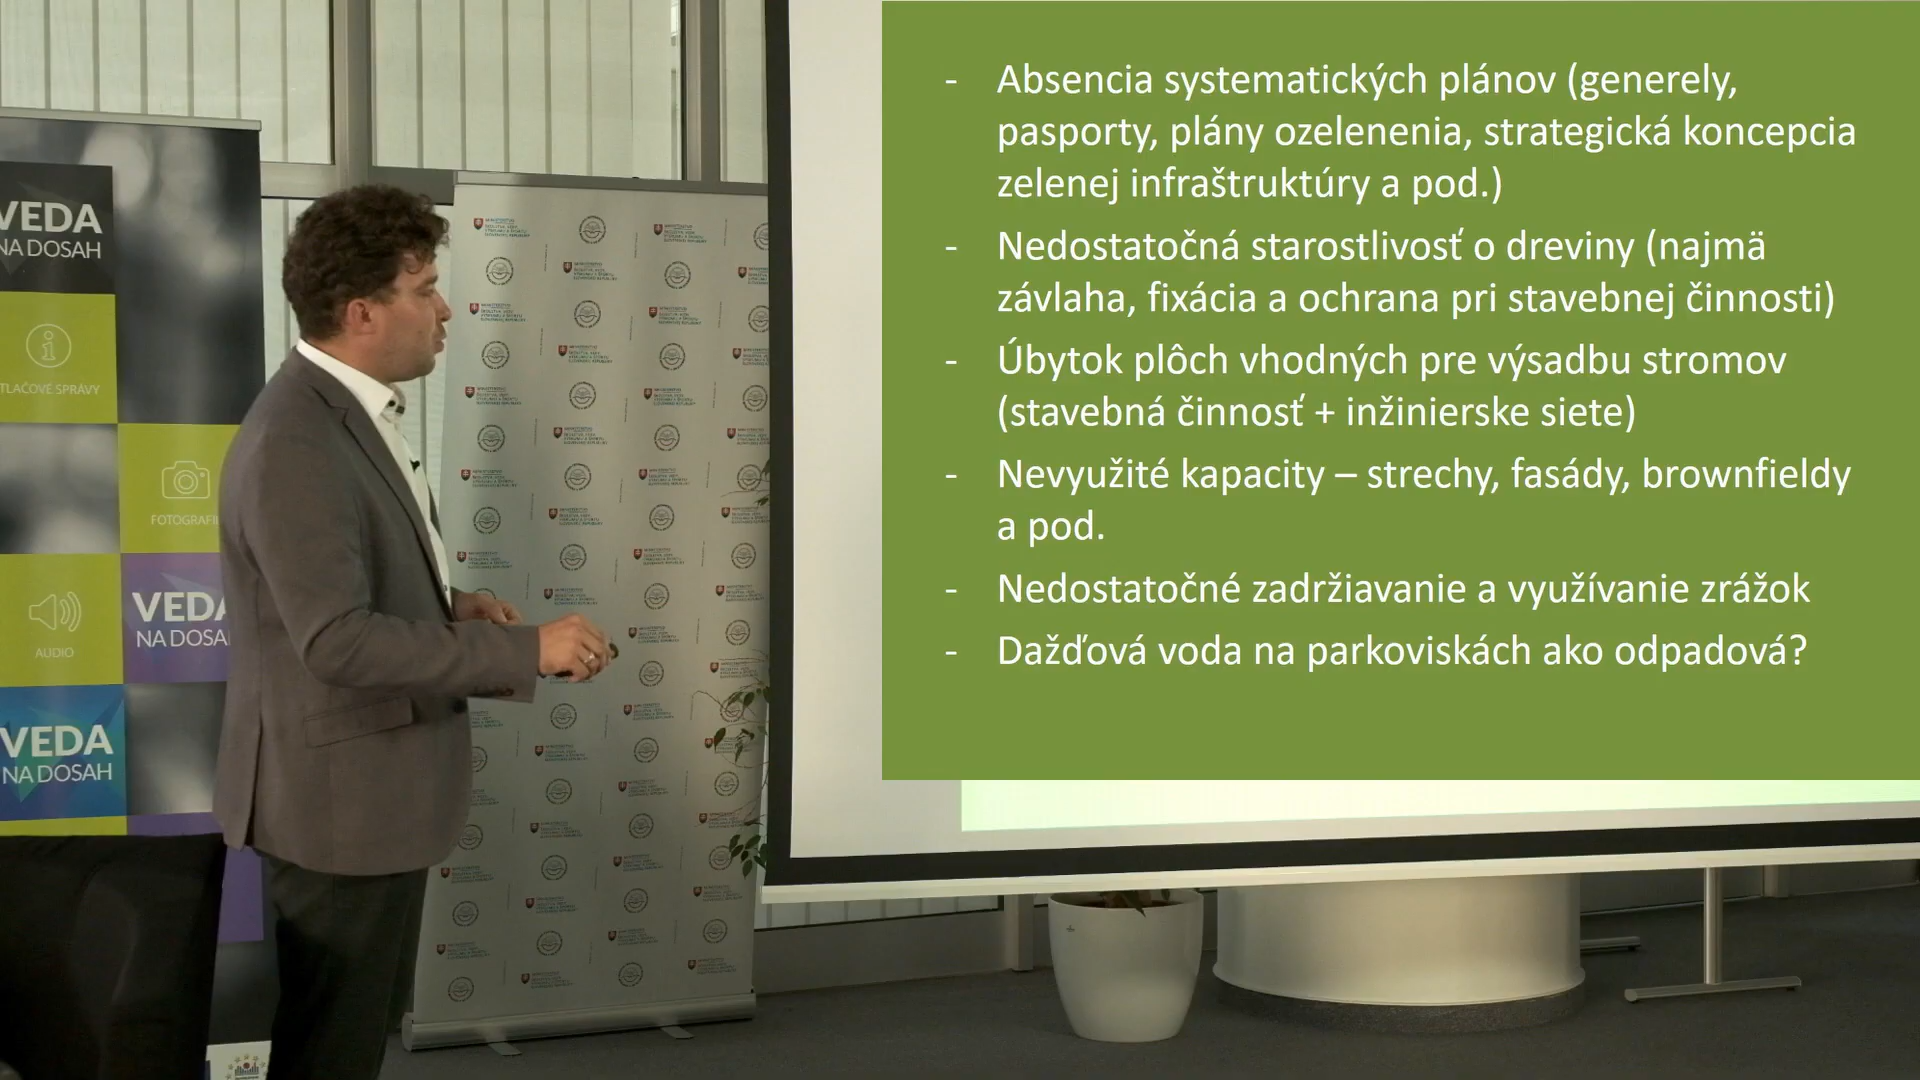 - Absencia systematických plánov (generely,
pasporty, plány ozelenenia, strategická koncepcia
zelenej infraštruktúry a pod.)
- Nedostatočná starostlivosť o dreviny (najmä
závlaha, fixácia a ochrana pri stavebnej činnosti)
- Úbytok plôch vhodných pre výsadbu stromov
(stavebná činnosť + inžinierske siete)
- Nevyužité kapacity – strechy, fasády, brownfieldy
a pod.
- Nedostatočné zadržiavanie a využívanie zrážok
- Dažďová voda na parkoviskách ako odpadová?
VEDA
NA DOSAH
TLAČOVÉ SPRÁVY
FOTOGRAFIE
AUDIO
VEDA
NA DOSA
VEDA
NA DOSAH